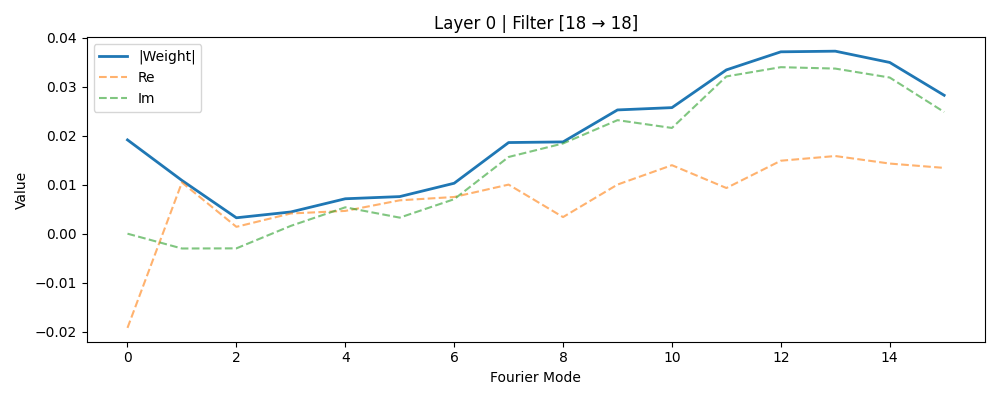 Layer 0 | Filter [18 → 18]
|Weight|
Re
Im
Value
0.04
0.03
0.02
0.01
0.00
−0.01
−0.02
0 2 4 6 8 10 12 14
Fourier Mode